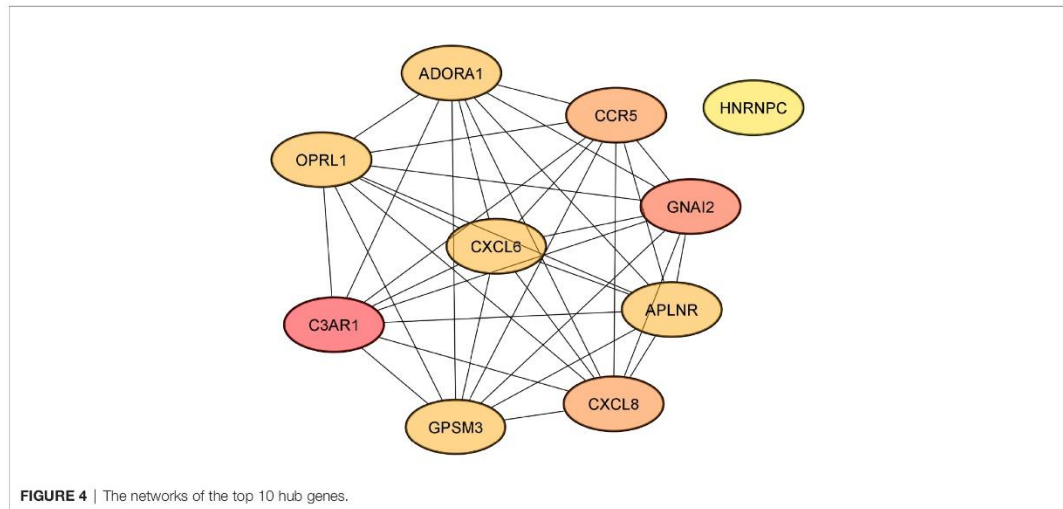 ADORA1
CCR5
HNRNPC
OPRL1
GNAI2
CXCL6
APLNR
C3AR1
CXCL8
GPSM3
FIGURE 4 | The networks of the top 10 hub genes.